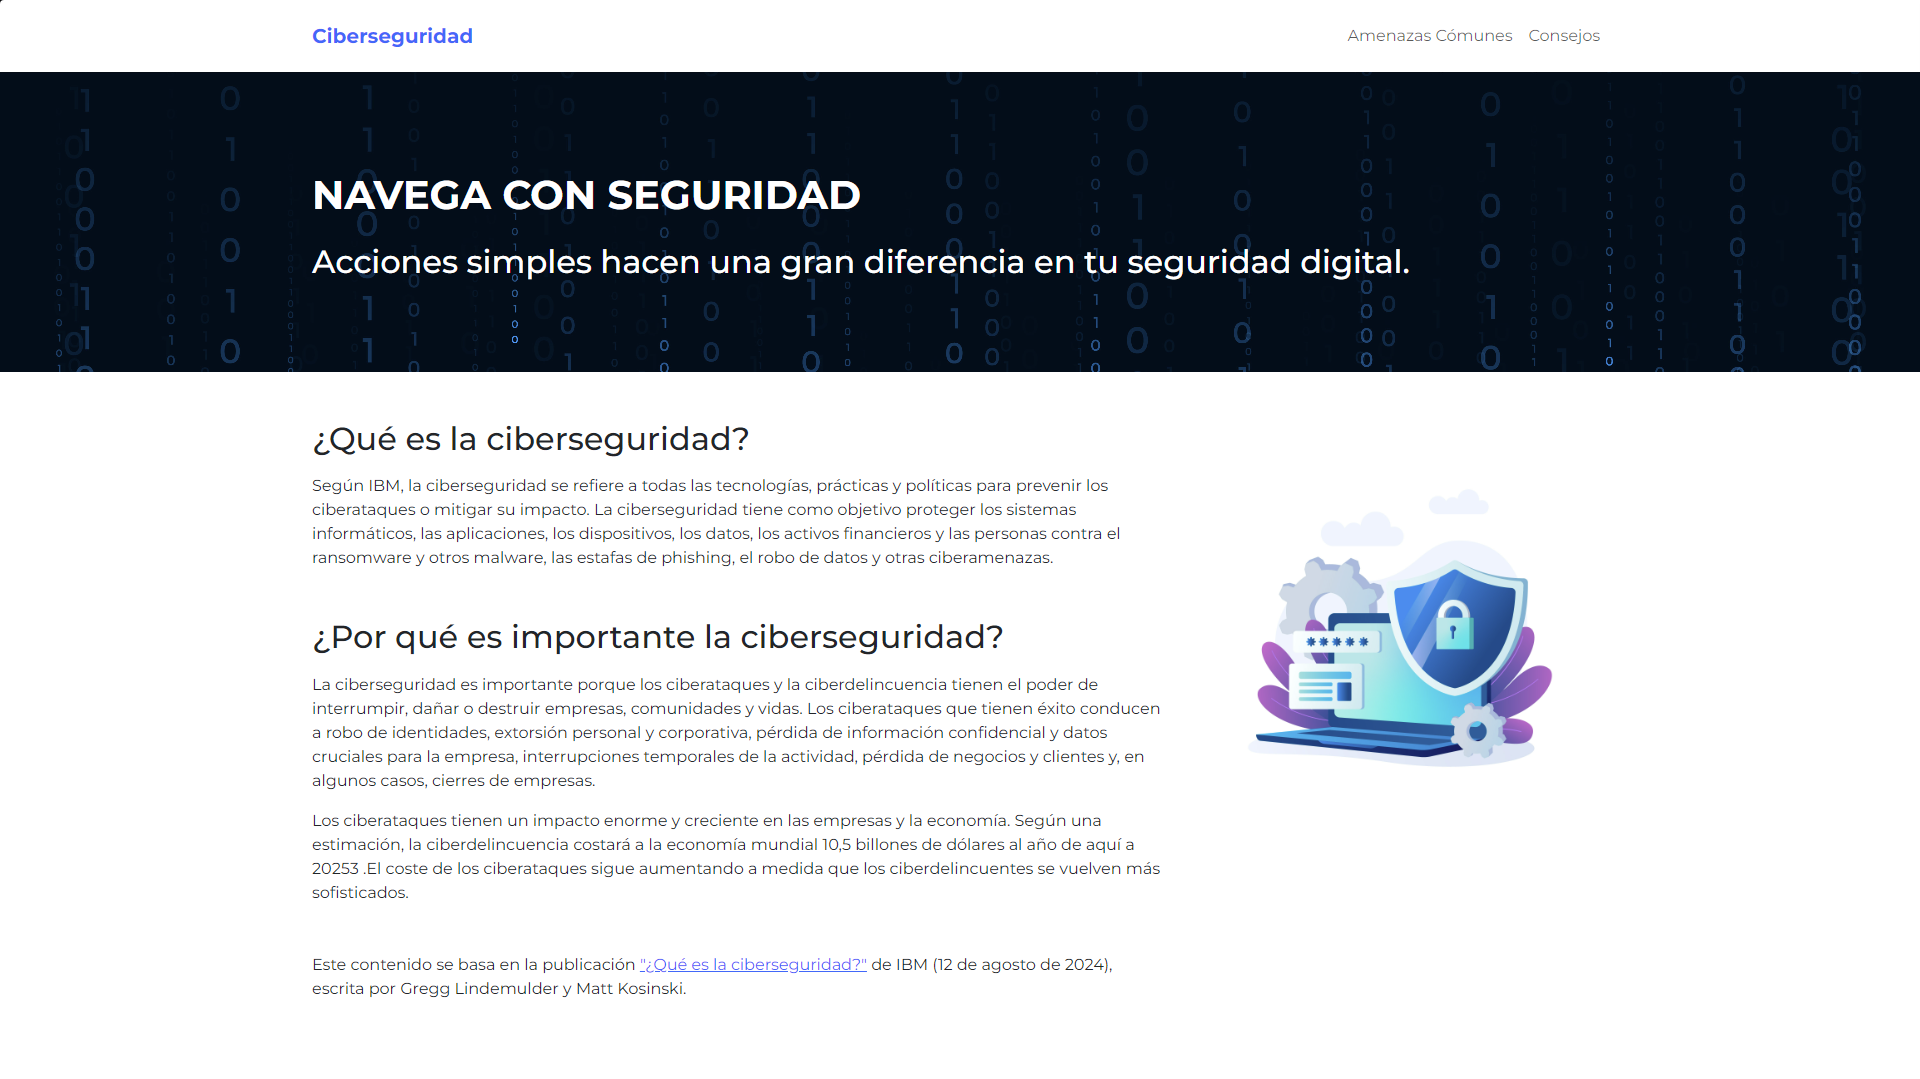 Ciberseguridad
Amenazas Cómunes
Consejos
NAVEGA CON SEGURIDAD
Acciones simples hacen una gran diferencia en tu seguridad digital.
¿Qué es la ciberseguridad?
Según IBM, la ciberseguridad se refiere a todas las tecnologías, prácticas y políticas para prevenir los
ciberataques o mitigar su impacto. La ciberseguridad tiene como objetivo proteger los sistemas
informáticos, las aplicaciones, los dispositivos, los datos, los activos financieros y las personas contra el
ransomware y otros malware, las estafas de phishing, el robo de datos y otras ciberamenazas.
¿Por qué es importante la ciberseguridad?
La ciberseguridad es importante porque los ciberataques y la ciberdelincuencia tienen el poder de
interrumpir, dañar o destruir empresas, comunidades y vidas. Los ciberataques que tienen éxito conducen
a robo de identidades, extorsión personal y corporativa, pérdida de información confidencial y datos
cruciales para la empresa, interrupciones temporales de la actividad, pérdida de negocios y clientes y, en
algunos casos, cierres de empresas.
Los ciberataques tienen un impacto enorme y creciente en las empresas y la economía. Según una
estimación, la ciberdelincuencia costará a la economía mundial 10,5 billones de dólares al año de aquí a
20253 .El coste de los ciberataques sigue aumentando a medida que los ciberdelincuentes se vuelven más
sofisticados.
Este contenido se basa en la publicación "¿Qué es la ciberseguridad?" de IBM (12 de agosto de 2024),
escrita por Gregg Lindemulder y Matt Kosinski.